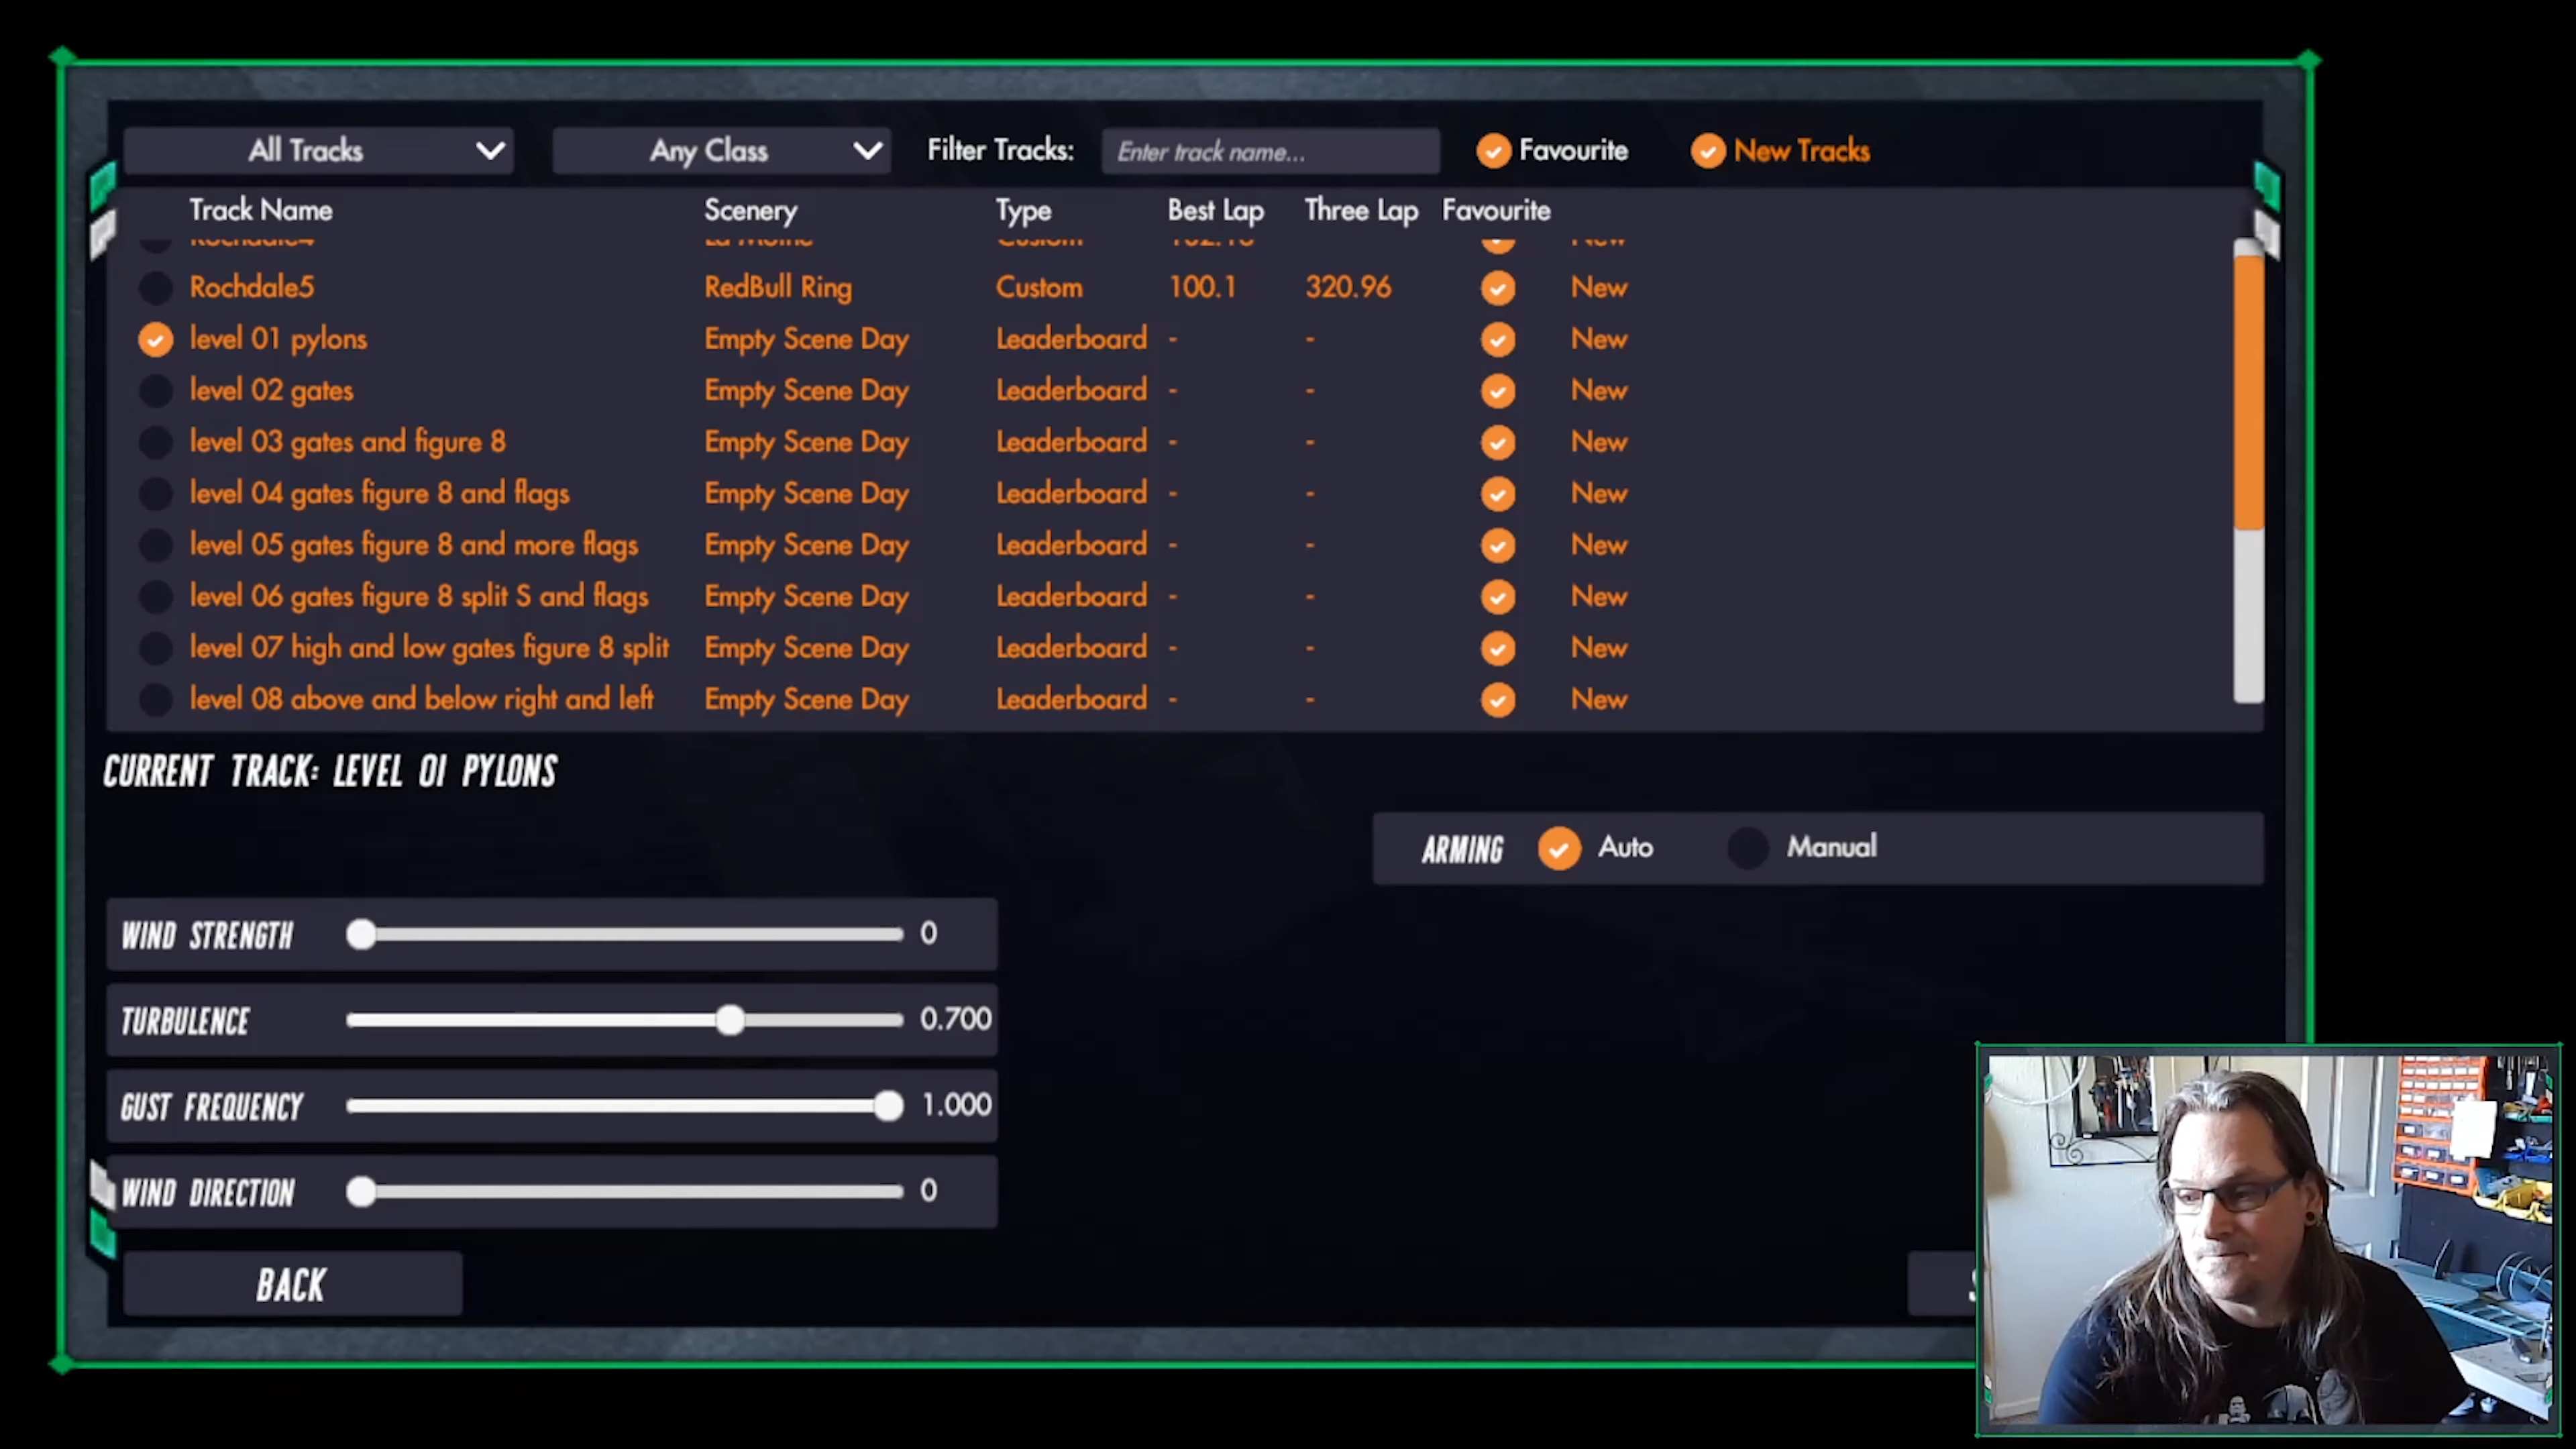 All Tracks Any Class Filter Tracks: Enter track name... Favourite New Tracks
Track Name Scenery Type Best Lap Three Lap Favourite
Rochdale5 RedBull Ring Custom 100.1 320.96 New
level 01 pylons Empty Scene Day Leaderboard - - New
level 02 gates Empty Scene Day Leaderboard - - New
level 03 gates and figure 8 Empty Scene Day Leaderboard - - New
level 04 gates figure 8 and flags Empty Scene Day Leaderboard - - New
level 05 gates figure 8 and more flags Empty Scene Day Leaderboard - - New
level 06 gates figure 8 split S and flags Empty Scene Day Leaderboard - - New
level 07 high and low gates figure 8 split Empty Scene Day Leaderboard - - New
level 08 above and below right and left Empty Scene Day Leaderboard - - New
CURRENT TRACK: LEVEL 01 PYLONS
ARMING Auto Manual
WIND STRENGTH 0
TURBULENCE 0.700
GUST FREQUENCY 1.000
WIND DIRECTION 0
BACK